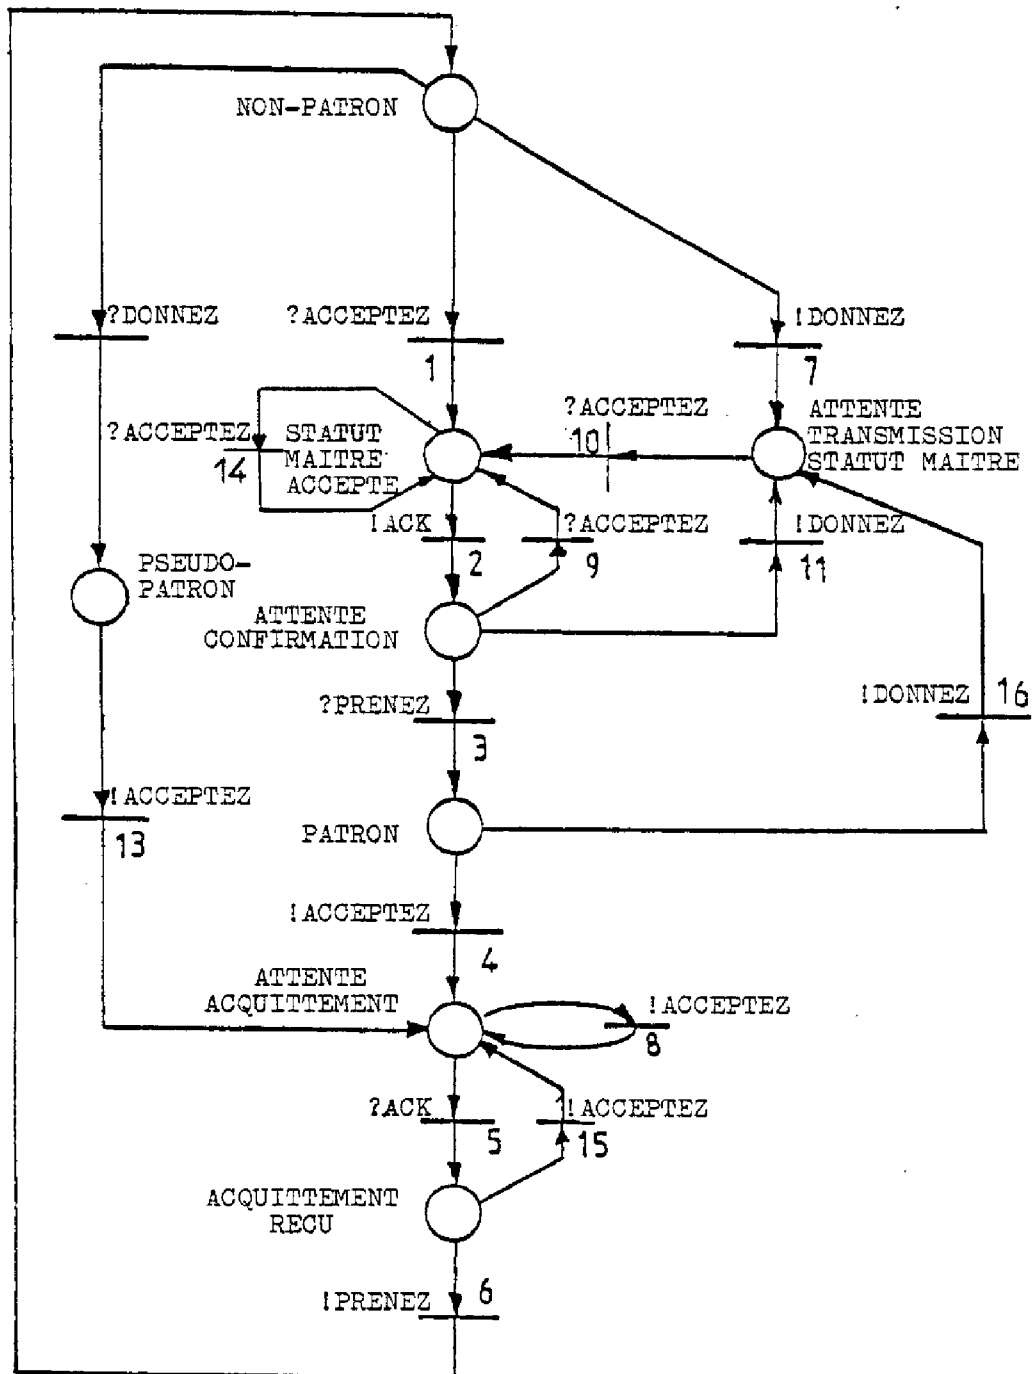 NON-PATRON
?DONNEZ
?ACCEPTEZ
1
!DONNEZ
7
?ACCEPTEZ
14
STATUT
MAITRE
ACCEPTE
?ACCEPTEZ
10
ATTENTE
TRANSMISSION
STATUT MAITRE
!ACK
2
?ACCEPTEZ
9
!DONNEZ
11
PSEUDO-
PATRON
ATTENTE
CONFIRMATION
?PRENEZ
3
!DONNEZ
16
!ACCEPTEZ
13
PATRON
!ACCEPTEZ
4
ATTENTE
ACQUITTEMENT
!ACCEPTEZ
8
?ACK
5
!ACCEPTEZ
15
ACQUITTEMENT
RECU
!PRENEZ
6